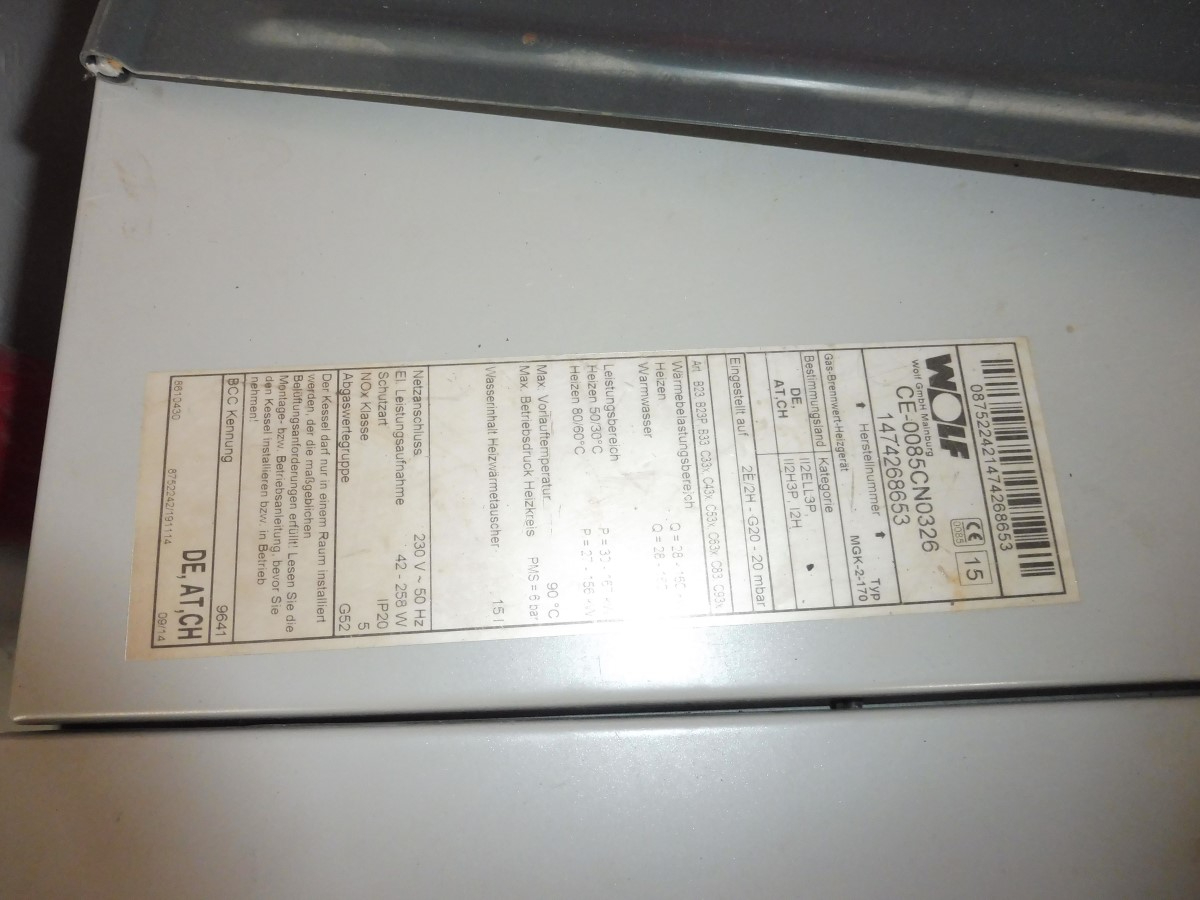 08752242147426865​3
WOLF
Wolf GmbH Mainburg
CE 0085
15
CE-0085CN0326
1474268653
Herstellnummer
Typ
Gas-Brennwert-Heizgerät
MGK-2-170
Bestimmungsland Kategorie
DE, II2ELL3P,
AT,CH II2H3P, I2H
Eingestellt auf 2E/2H - G20 - 20 mbar
Art B23, B23P, B33, C33x, C43x, C53x, C63x, C83, C93x
Wärmebelastungsbereich
Heizen
Warmwasser
Leistungsbereich
Heizen 50/30°C
Heizen 80/60°C
Max. Vorlauftemperatur 90 °C
Max. Betriebsdruck Heizkreis PMS = 6 bar
Wasserinhalt Heizwärmetauscher 15 l
Netzanschluss 230 V ~ 50 Hz
El. Leistungsaufnahme 42 - 258 W
Schutzart IP20
NOx Klasse 5
Abgaswertegruppe G52
Der Kessel darf nur in einem Raum installiert
werden, der die maßgeblichen
Belüftungsanforderungen erfüllt! Lesen Sie die
Montage- bzw. Betriebsanleitung, bevor Sie
den Kessel installieren bzw. in Betrieb
nehmen!
BCC Kennung 9641
DE, AT,CH
8610430 8752242/191114 09/14